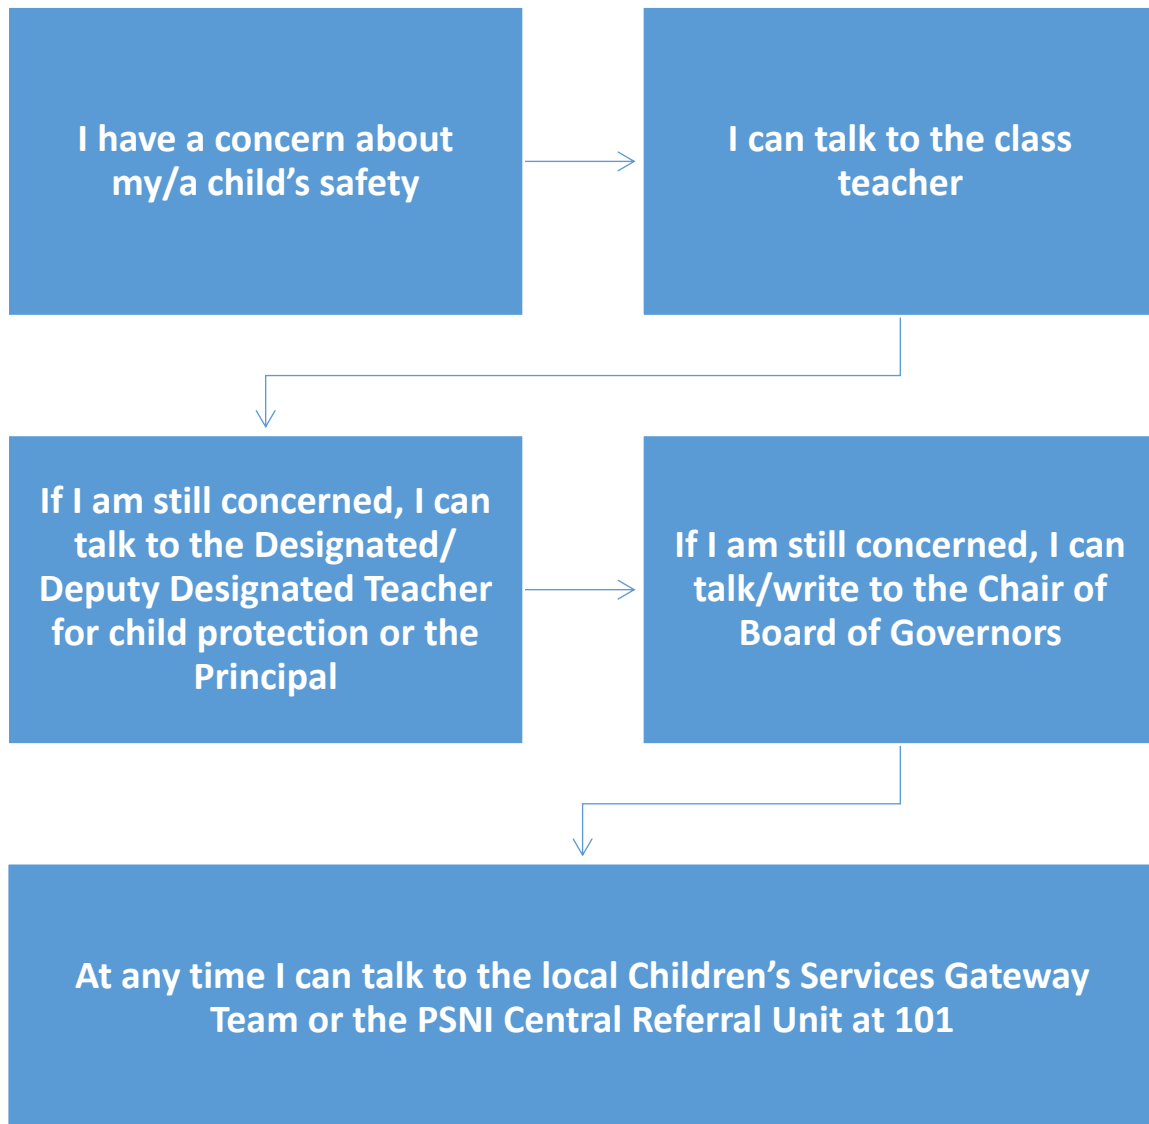 I have a concern about
my/a child’s safety
I can talk to the class
teacher
If I am still concerned, I can
talk to the Designated/
Deputy Designated Teacher
for child protection or the
Principal
If I am still concerned, I can
talk/write to the Chair of
Board of Governors
At any time I can talk to the local Children’s Services Gateway
Team or the PSNI Central Referral Unit at 101